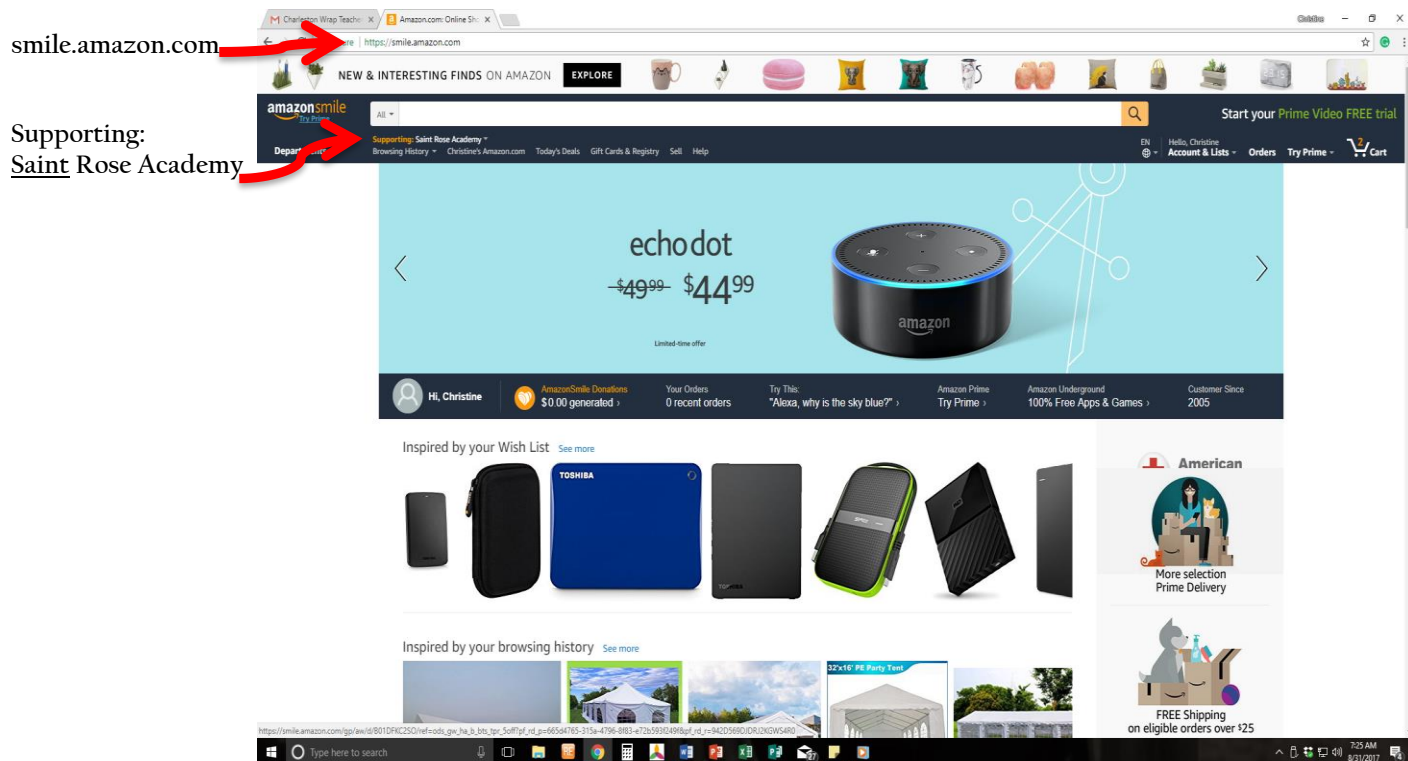 smile.amazon.com
Supporting:
Saint Rose Academy
Charleston Wrap Teache
Amazon.com: Online Sho
https://smile.amazon.com
NEW & INTERESTING FINDS ON AMAZON EXPLORE
amazonsmile
Try Prime
All
Start your Prime Video FREE trial
Supporting: Saint Rose Academy
Browsing History Christine's Amazon.com Today's Deals Gift Cards & Registry Sell Help
EN
Hello, Christine
Account & Lists Orders Try Prime 2 Cart
echo dot
$49.99 $44.99
Limited-time offer
amazon
Hi, Christine
AmazonSmile Donations
$0.00 generated ›
Your Orders
0 recent orders
Try This:
"Alexa, why is the sky blue?" ›
Amazon Prime
Try Prime ›
Amazon Underground
100% Free Apps & Games ›
Customer Since
2005
Inspired by your Wish List See more
TOSHIBA
American
More selection
Prime Delivery
Inspired by your browsing history See more
32'x16' PE Party Tent
FREE Shipping
on eligible orders over $25
Type here to search
7:25 AM
8/31/2017